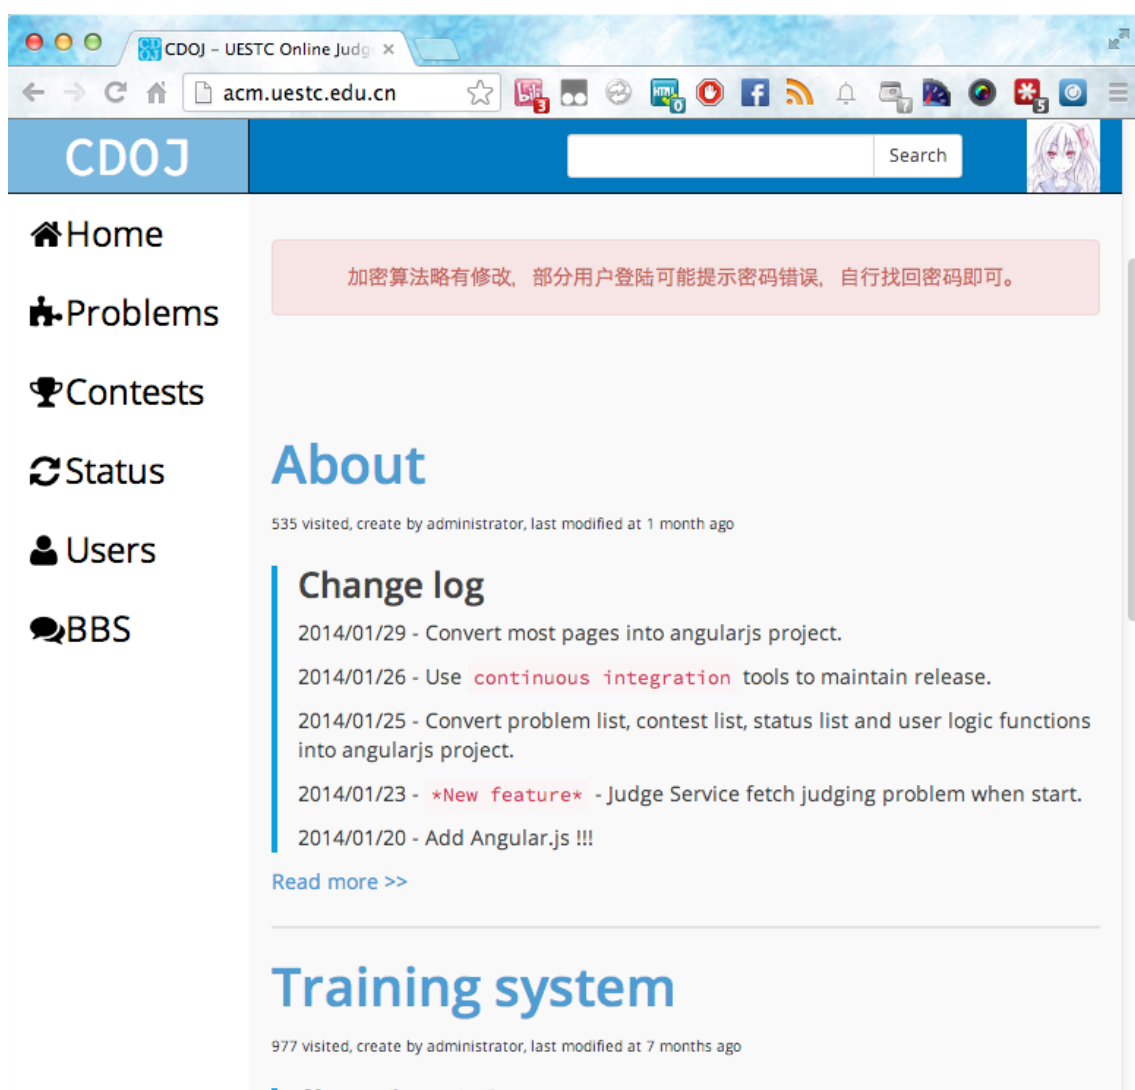 CDOJ – UESTC Online Judg
acm.uestc.edu.cn
3
0
7
5
CDOJ
Search
Home
加密算法略有修改，部分用户登陆可能提示密码错误，自行找回密码即可。
Problems
Contests
Status
Users
BBS
About
535 visited, create by administrator, last modified at 1 month ago
Change log
2014/01/29 - Convert most pages into angularjs project.
2014/01/26 - Use continuous integration tools to maintain release.
2014/01/25 - Convert problem list, contest list, status list and user logic functions
into angularjs project.
2014/01/23 - *New feature* - Judge Service fetch judging problem when start.
2014/01/20 - Add Angular.js !!!
Read more >>
Training system
977 visited, create by administrator, last modified at 7 months ago